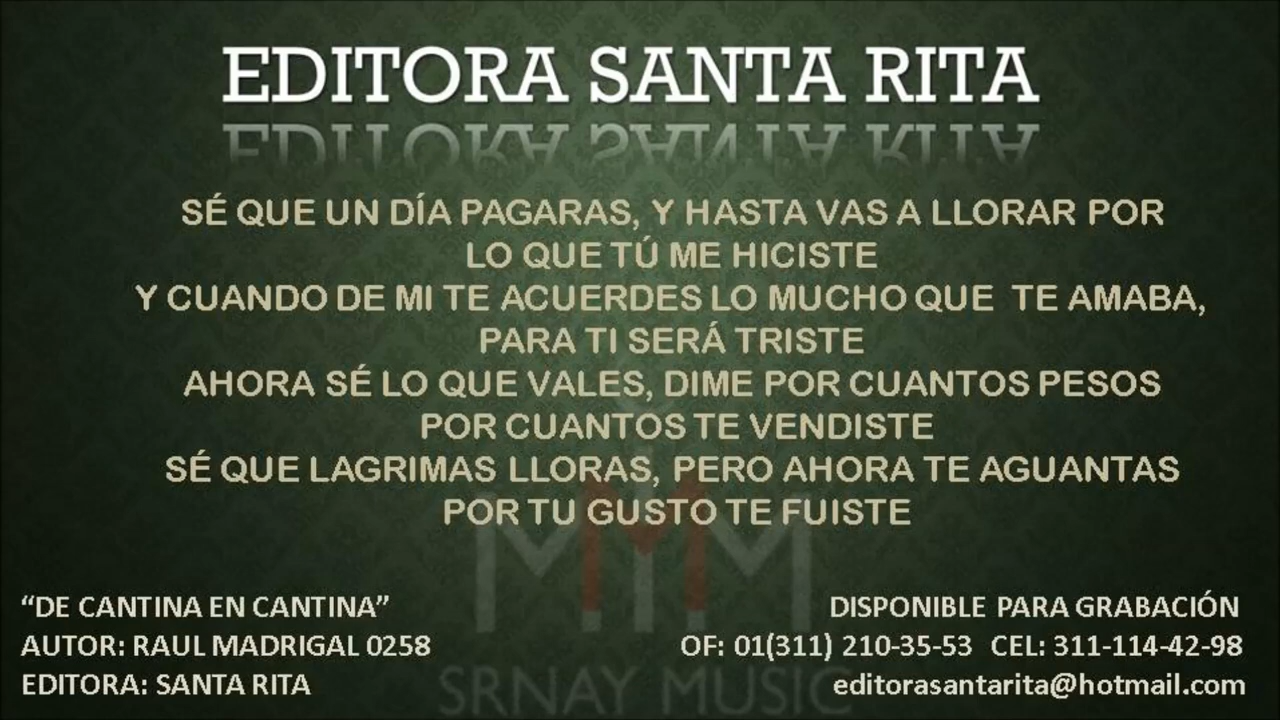 EDITORA SANTA RITA
SÉ QUE UN DÍA PAGARAS, Y HASTA VAS A LLORAR POR
LO QUE TÚ ME HICISTE
Y CUANDO DE MI TE ACUERDES LO MUCHO QUE TE AMABA,
PARA TI SERÁ TRISTE
AHORA SÉ LO QUE VALES, DIME POR CUANTOS PESOS
POR CUANTOS TE VENDISTE
SÉ QUE LAGRIMAS LLORAS, PERO AHORA TE AGUANTAS
POR TU GUSTO TE FUISTE
MYM
SRNAY MUSIC
“DE CANTINA EN CANTINA”
AUTOR: RAUL MADRIGAL 0258
EDITORA: SANTA RITA
DISPONIBLE PARA GRABACIÓN
OF: 01(311) 210-35-53 CEL: 311-114-42-98
editorasantarita@hotmail.com